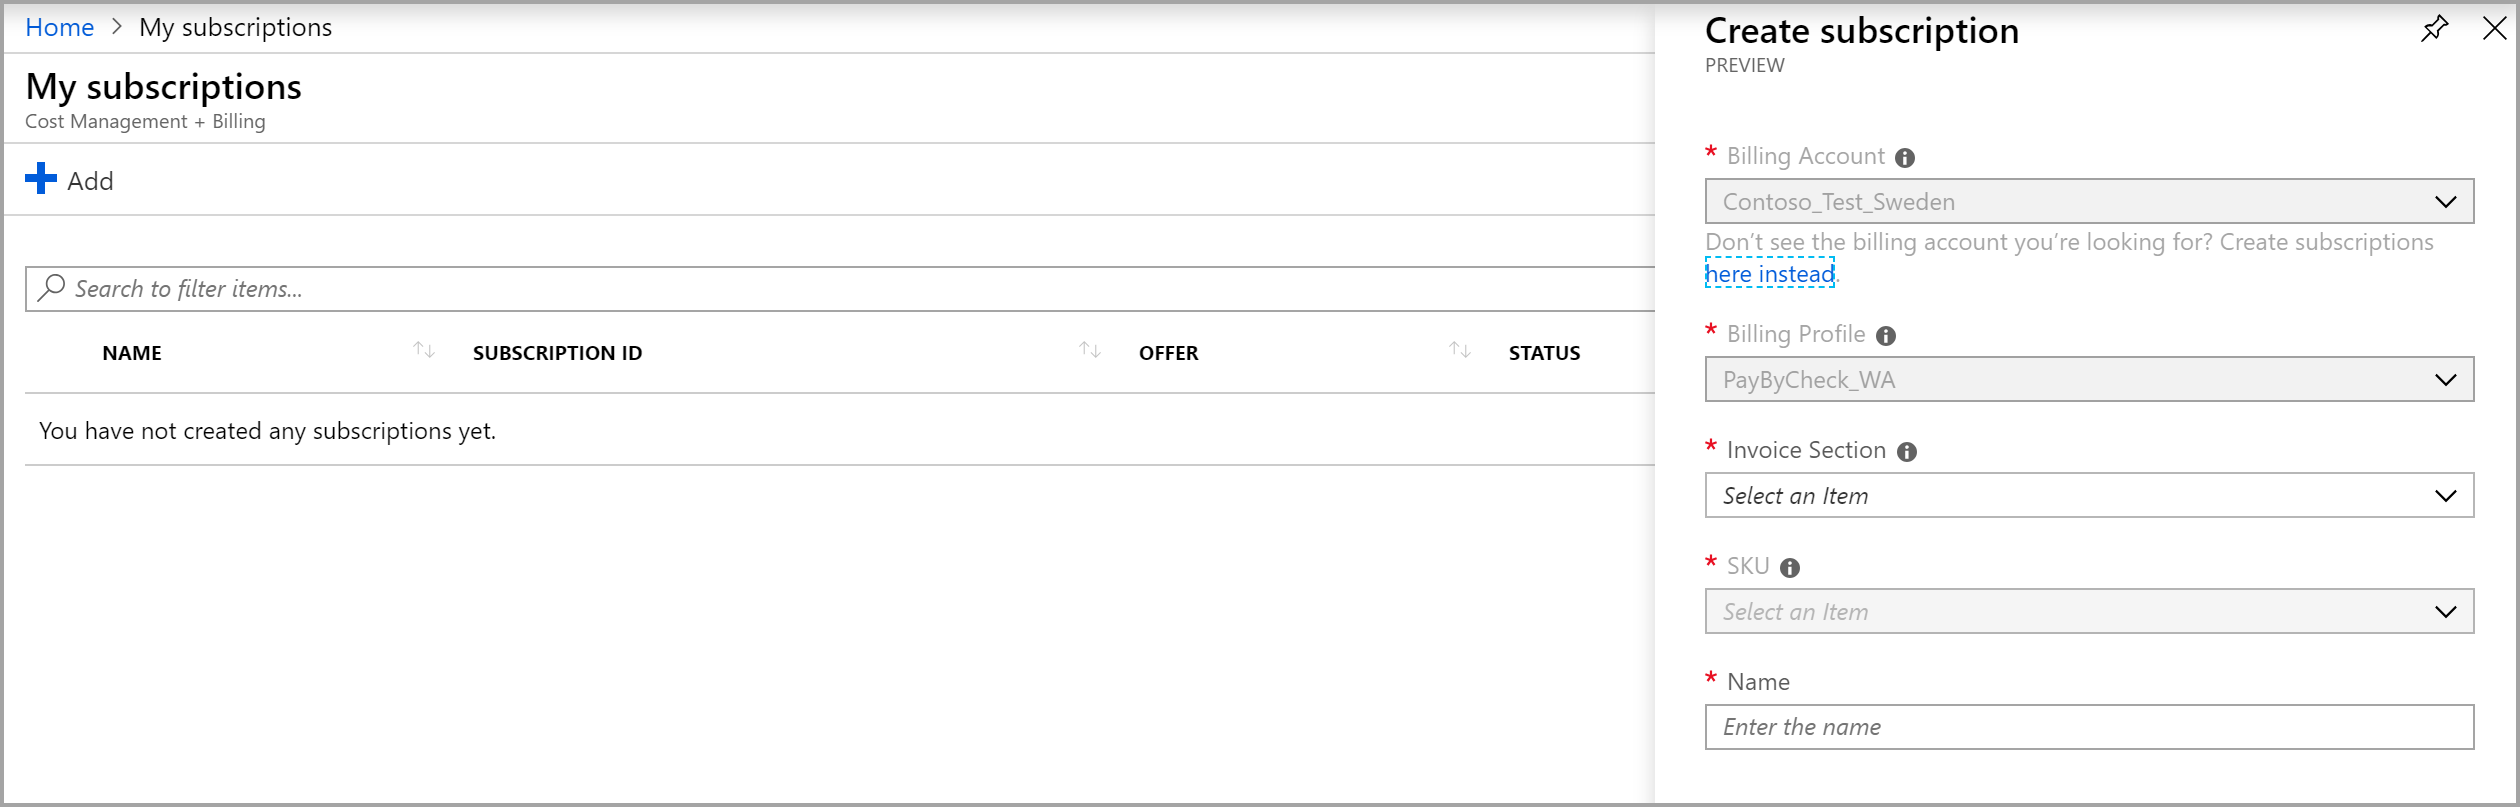 Home > My subscriptions
My subscriptions
Cost Management + Billing
Add
Search to filter items...
NAME SUBSCRIPTION ID OFFER STATUS
You have not created any subscriptions yet.
Create subscription
PREVIEW
* Billing Account
Contoso_Test_Sweden
Don't see the billing account you're looking for? Create subscriptions
here instead.
* Billing Profile
PayByCheck_WA
* Invoice Section
Select an Item
* SKU
Select an Item
* Name
Enter the name